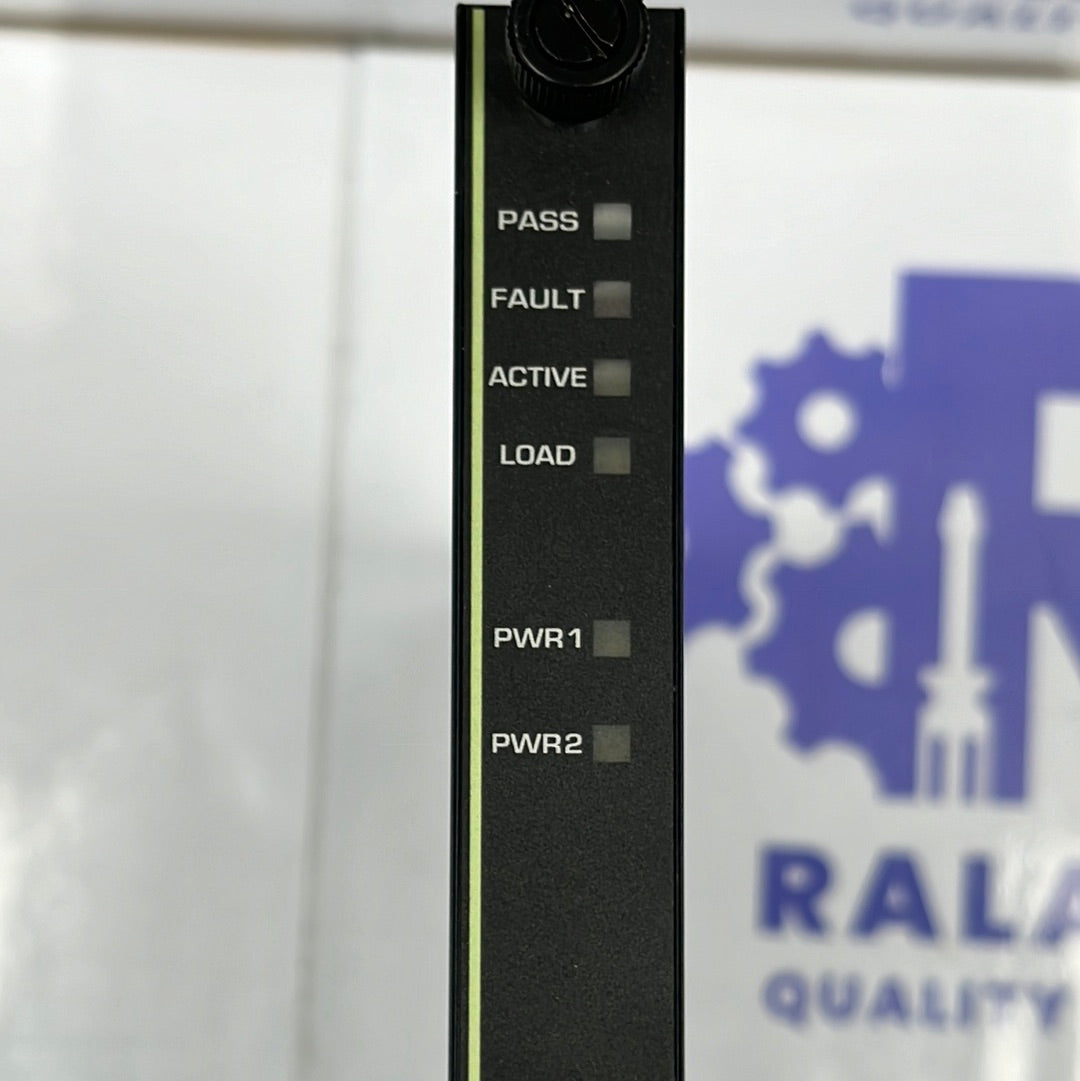 PASS
FAULT
ACTIVE
LOAD
PWR1
PWR2
RALA
QUALITY